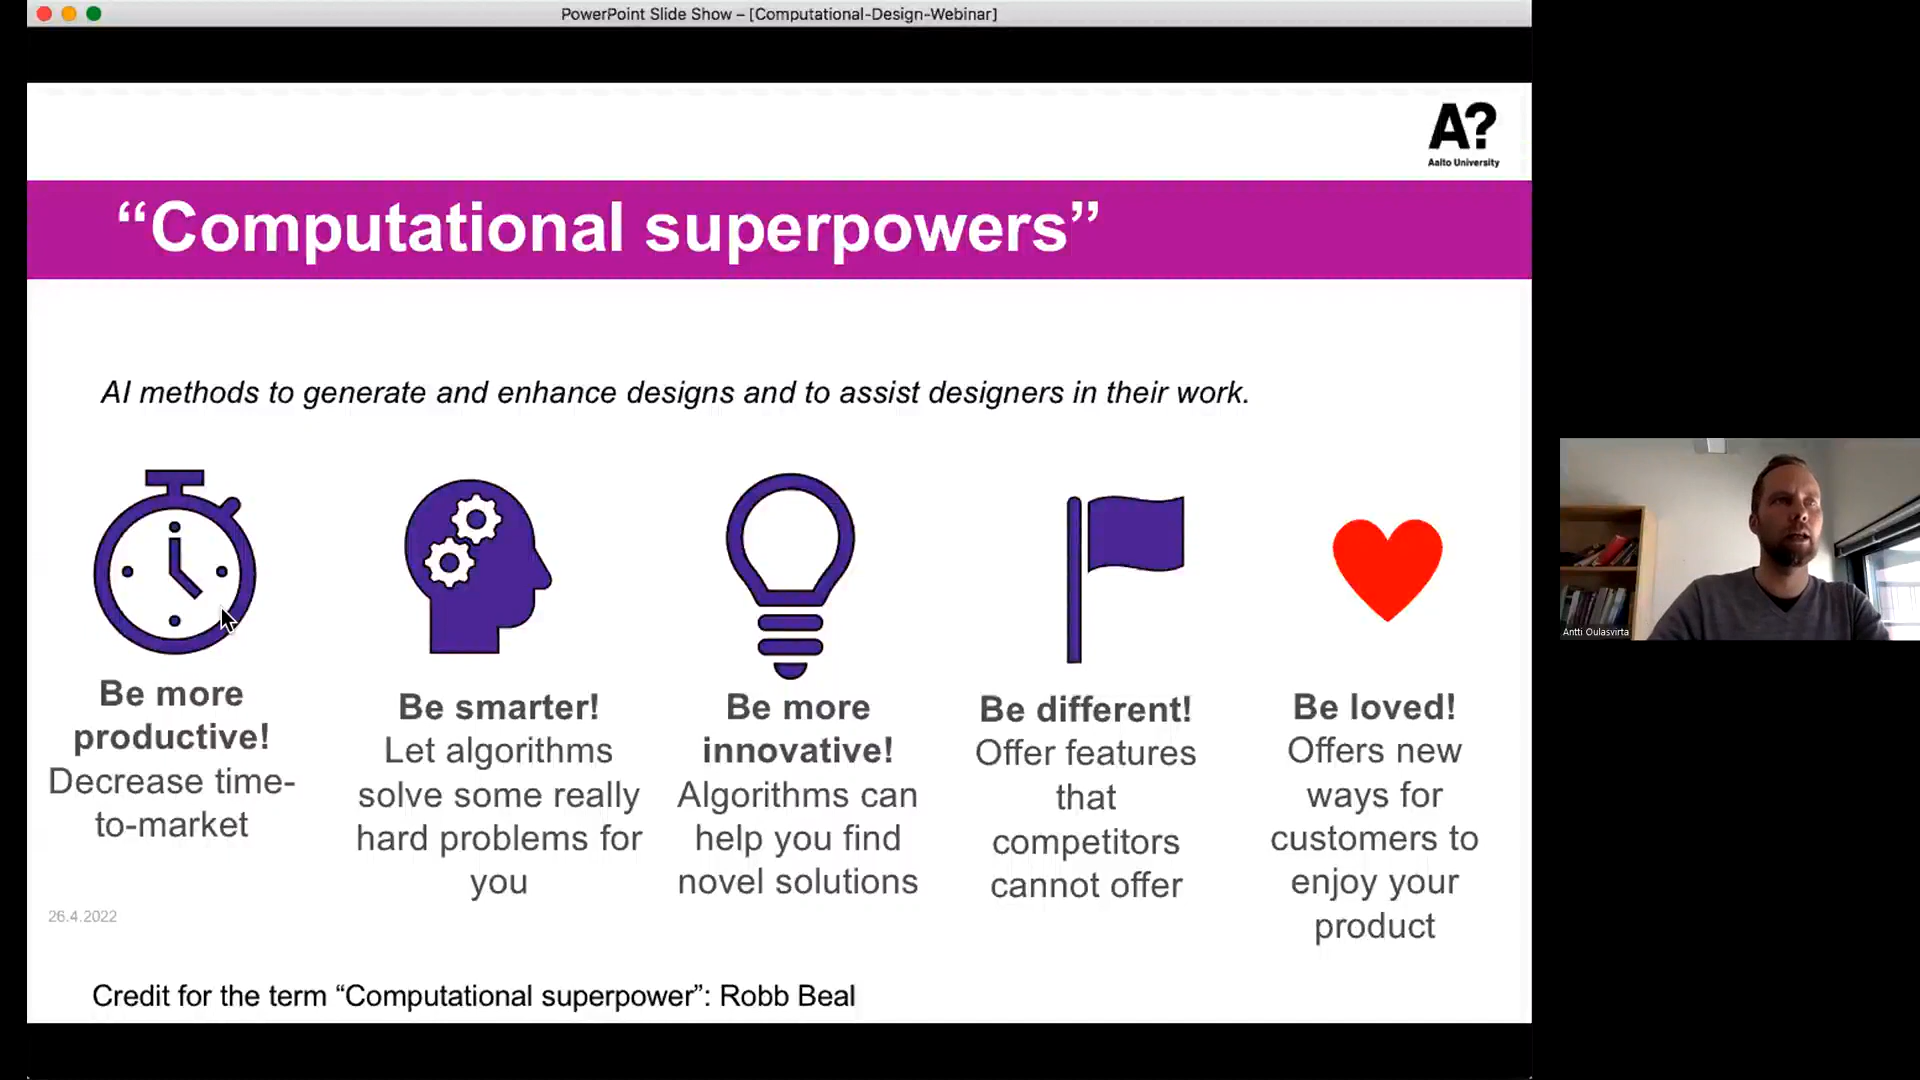 PowerPoint Slide Show – [Computational-Design-Webinar]
A?
Aalto University
“Computational superpowers”
AI methods to generate and enhance designs and to assist designers in their work.
Be more
productive!
Decrease time-
to-market
Be smarter!
Let algorithms
solve some really
hard problems for
you
Be more
innovative!
Algorithms can
help you find
novel solutions
Be different!
Offer features
that
competitors
cannot offer
Be loved!
Offers new
ways for
customers to
enjoy your
product
26.4.2022
Credit for the term “Computational superpower”: Robb Beal
Antti Oulasvirta